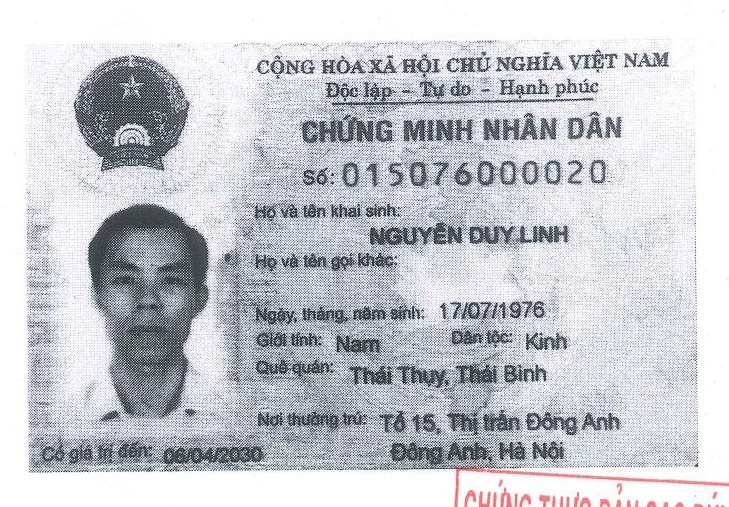 CỘNG HÒA XÃ HỘI CHỦ NGHĨA VIỆT NAM
Độc lập - Tự do - Hạnh phúc
CHỨNG MINH NHÂN DÂN
Số: 015076000020
Họ và tên khai sinh:
NGUYỄN DUY LINH
Họ và tên gọi khác:
Ngày, tháng, năm sinh: 17/07/1976
Giới tính: Nam Dân tộc: Kinh
Quê quán: Thái Thụy, Thái Bình
Nơi thường trú: Tổ 15, Thị trấn Đông Anh
Đông Anh, Hà Nội
Có giá trị đến: 06/04/2030
CHỨNG THỰC BẢN SAO